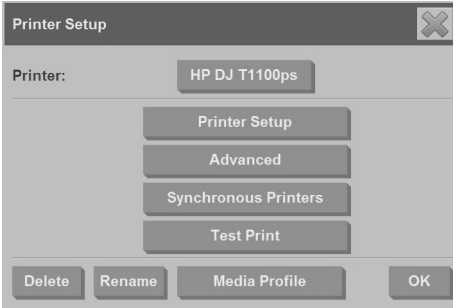 Printer Setup
Printer: HP DJ T1100ps
Printer Setup
Advanced
Synchronous Printers
Test Print
Delete Rename Media Profile OK